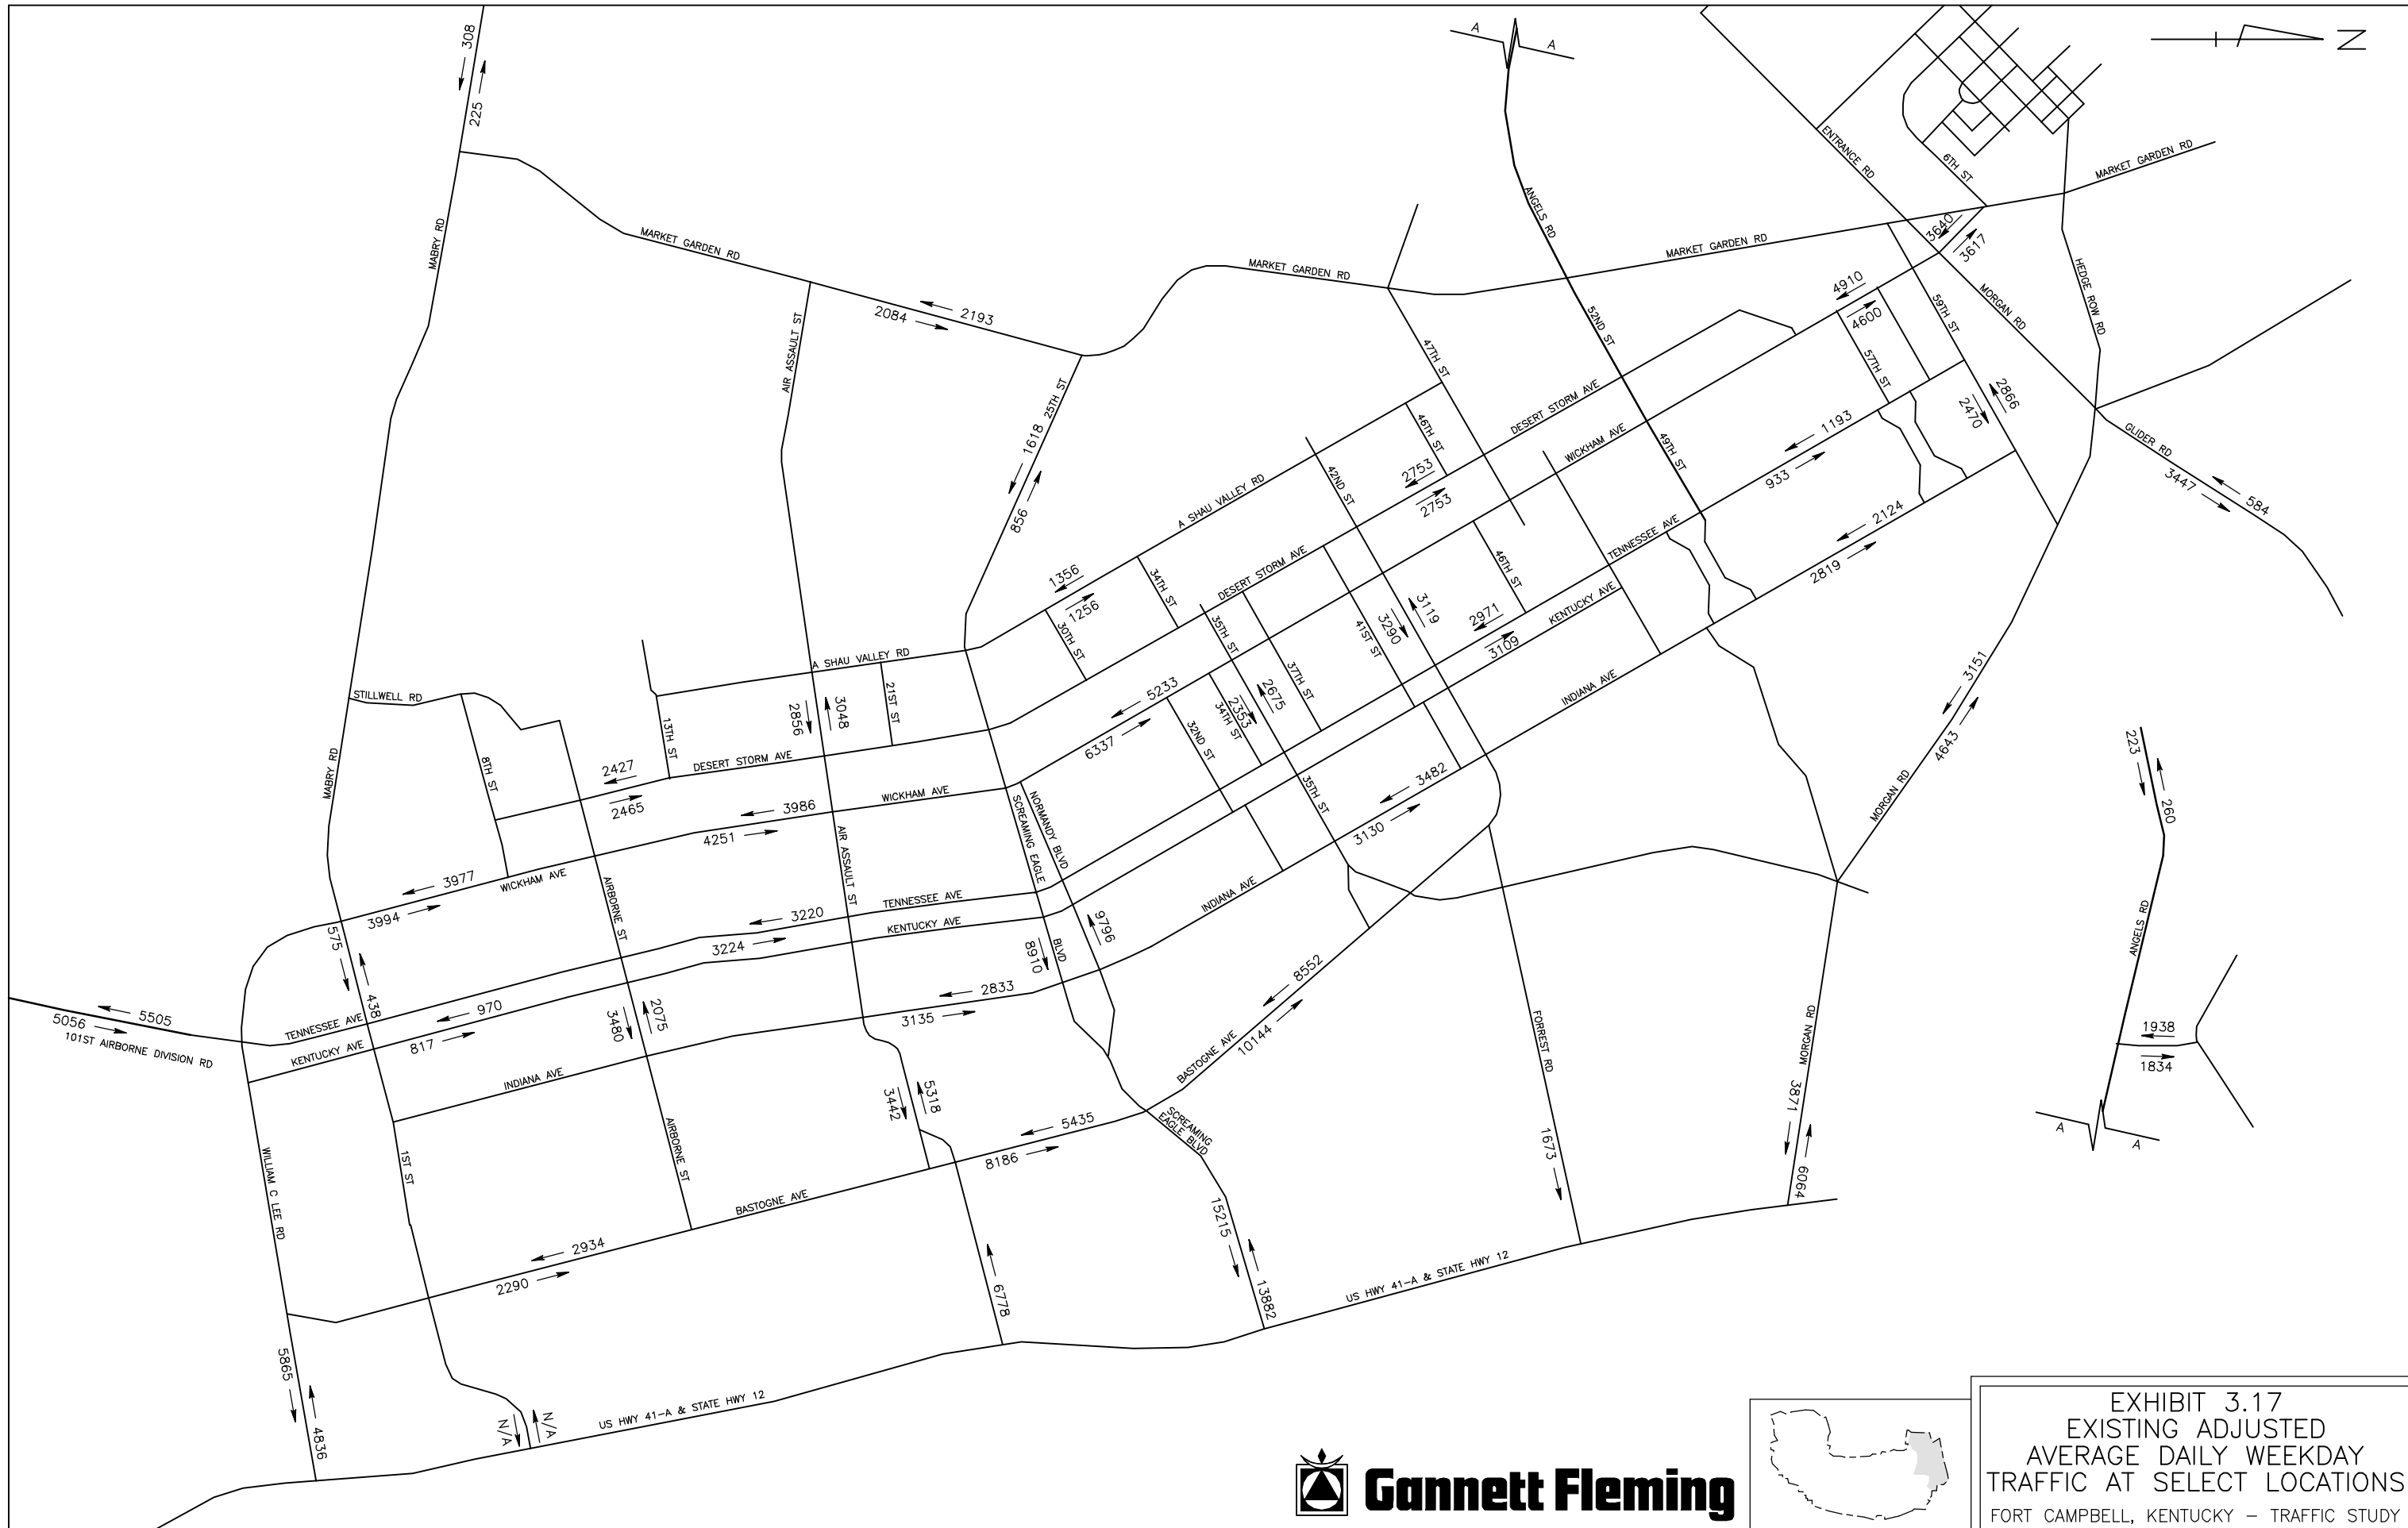 308
225
MABRY RD
MARKET GARDEN RD
2193
2084
AIR ASSAULT ST
25TH ST
1618
856
MARKET GARDEN RD
A
A
ANGELS RD
52ND ST
49TH ST
MARKET GARDEN RD
ENTRANCE RD
6TH ST
MARKET GARDEN RD
N
3640
3617
HEDGE ROW RD
MORGAN RD
59TH ST
4910
4600
57TH ST
2866
2470
GLIDER RD
3447
584
47TH ST
46TH ST
DESERT STORM AVE
WICKHAM AVE
42ND ST
2753
2753
A SHAU VALLEY RD
1193
933
2124
2819
TENNESSEE AVE
46TH ST
KENTUCKY AVE
2971
3109
3119
3290
41ST ST
DESERT STORM AVE
34TH ST
1356
1256
30TH ST
35TH ST
37TH ST
2675
2353
34TH ST
32ND ST
5233
6337
35TH ST
INDIANA AVE
3482
3130
3151
4643
MORGAN RD
STILLWELL RD
8TH ST
MABRY RD
13TH ST
A SHAU VALLEY RD
21ST ST
2856
3048
DESERT STORM AVE
2427
2465
WICKHAM AVE
3986
4251
AIR ASSAULT ST
SCREAMING EAGLE
BLVD
NORMANDY BLVD
3977
3994
WICKHAM AVE
AIRBORNE ST
TENNESSEE AVE
3220
3224
KENTUCKY AVE
INDIANA AVE
9796
8910
575
438
5505
5056
101ST AIRBORNE DIVISION RD
TENNESSEE AVE
KENTUCKY AVE
970
817
3480
2075
2833
3135
8552
10144
BASTOGNE AVE
FORREST RD
MORGAN RD
223
260
ANGELS RD
1938
1834
A
A
INDIANA AVE
3442
5318
5435
8186
SCREAMING
EAGLE BLVD
1673
3871
6064
WILLIAM C LEE RD
1ST ST
AIRBORNE ST
BASTOGNE AVE
2934
2290
15215
13882
6778
US HWY 41-A & STATE HWY 12
5865
4836
N/A
N/A
US HWY 41-A & STATE HWY 12
Gannett Fleming
EXHIBIT 3.17
EXISTING ADJUSTED
AVERAGE DAILY WEEKDAY
TRAFFIC AT SELECT LOCATIONS
FORT CAMPBELL, KENTUCKY – TRAFFIC STUDY